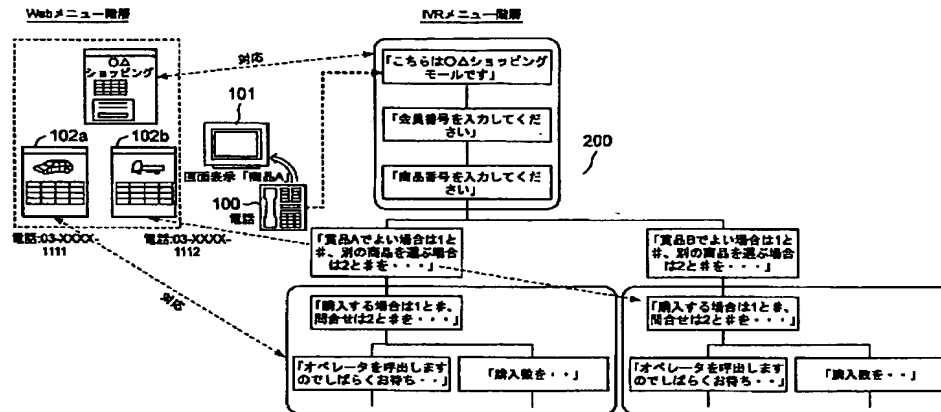 Webメニュー階層
IVRメニュー階層
〇△
ショッピング
対応
「こちらは〇△ショッピング
モールです」
101
「会員番号を入力してくだ
さい」
200
102a
102b
画面表示「商品A」
「商品番号を入力してくだ
さい」
100
電話
電話:03-XXXX-
1111
電話:03-XXXX-
1112
「賞品Aでよい場合は1と
#、別の商品を選ぶ場合
は2と#を・・・」
「賞品Bでよい場合は1と
#、別の商品を選ぶ場合
は2と#を・・・」
対応
「購入する場合は1と#、
問合せは2と#を・・・」
「購入する場合は1と#、
問合せは2と#を・・・」
「オペレータを呼出します
のでしばらくお待ち・・」
「購入数を・・」
「オペレータを呼出します
のでしばらくお待ち・・」
「購入数を・・」